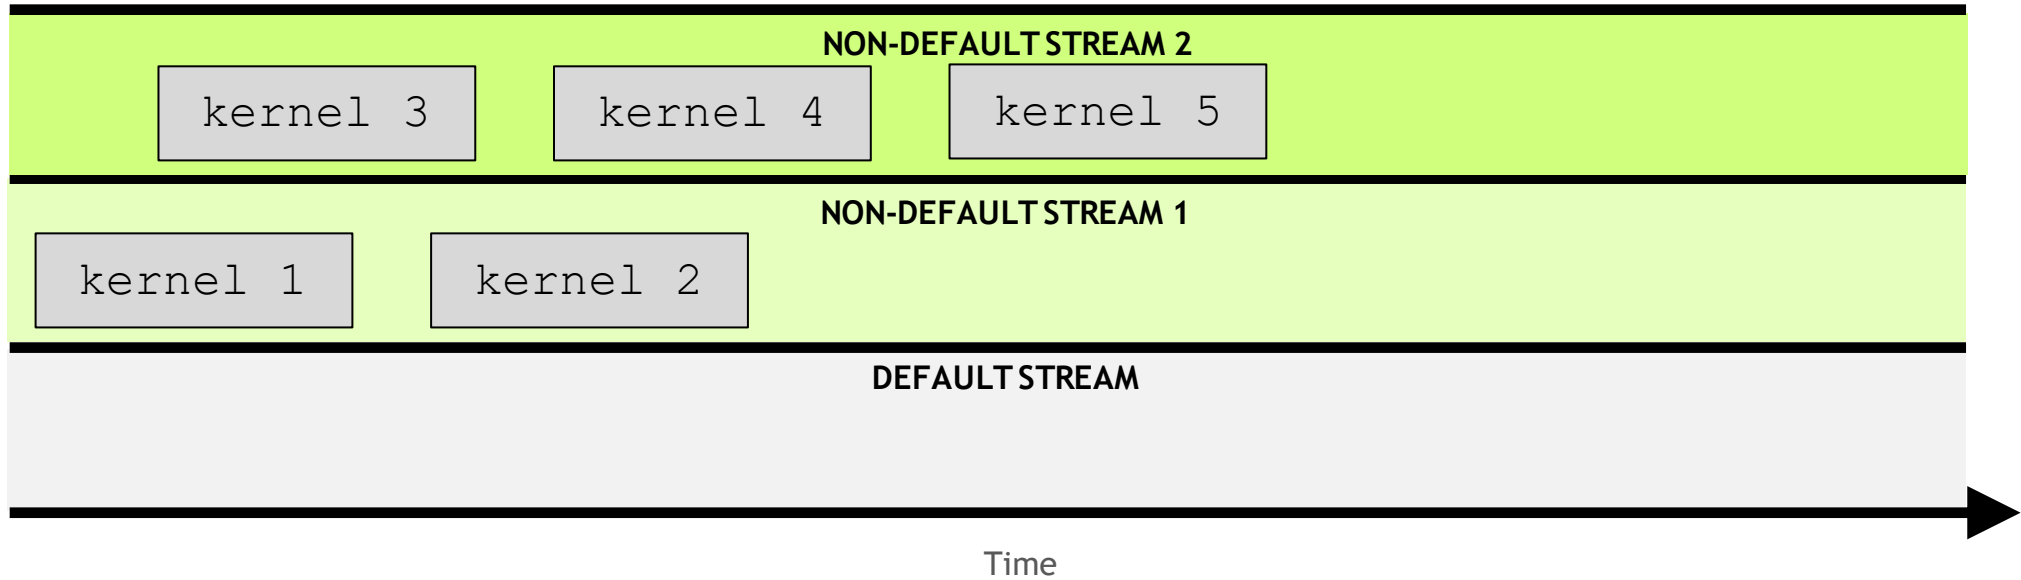 NON-DEFAULT STREAM 2
kernel 3
kernel 4
kernel 5
NON-DEFAULT STREAM 1
kernel 1
kernel 2
DEFAULT STREAM
Time